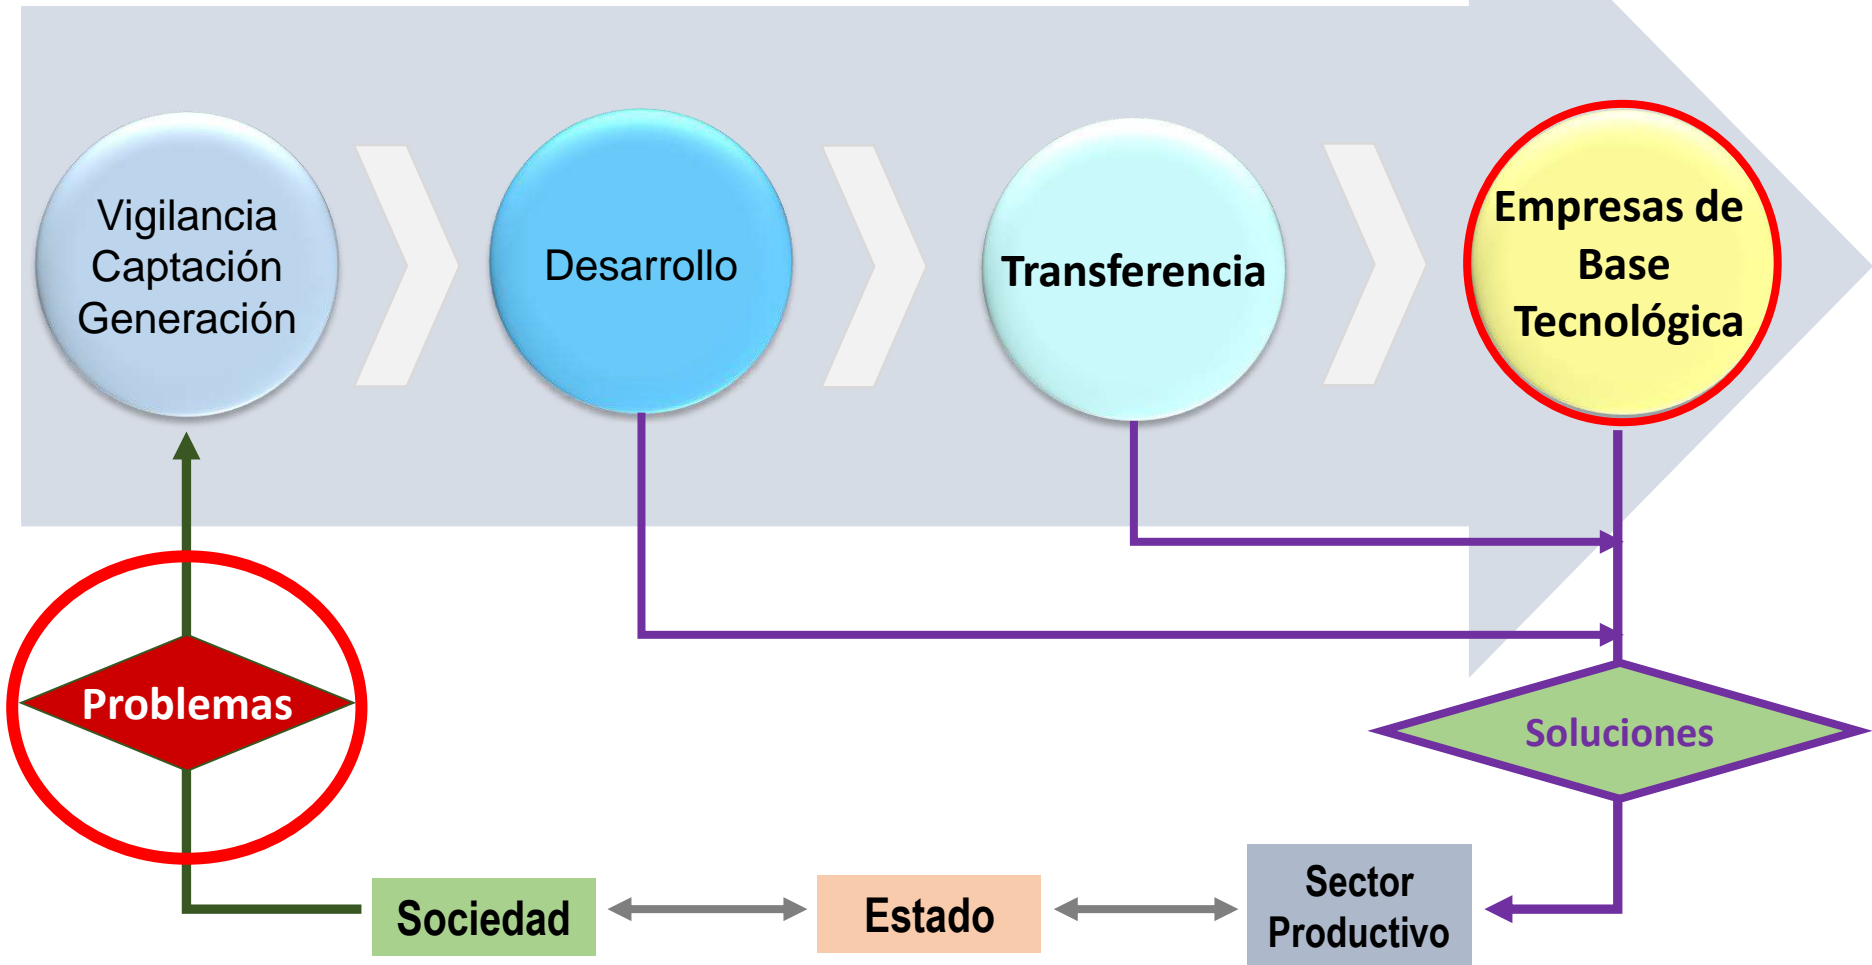 Vigilancia
Captación
Generación
Desarrollo
Transferencia
Empresas de
Base
Tecnológica
Problemas
Soluciones
Sociedad
Estado
Sector
Productivo